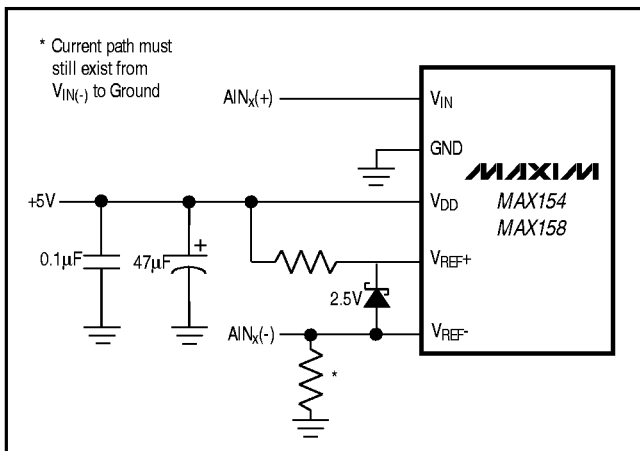 * Current path must
still exist from
VIN(-) to Ground
AINx(+)
VIN
GND
MAXIM
MAX154
MAX158
+5V
VDD
0.1µF
47µF
+
VREF+
2.5V
AINx(-)
VREF-
*